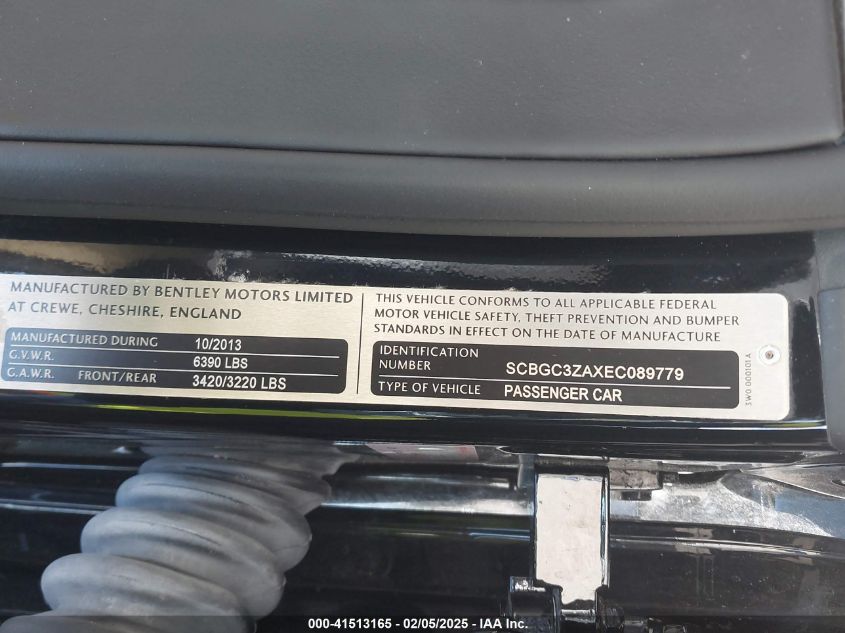 MANUFACTURED BY BENTLEY MOTORS LIMITED
AT CREWE, CHESHIRE, ENGLAND
MANUFACTURED DURING 10/2013
G.V.W.R. 6390 LBS
G.A.W.R. FRONT/REAR 3420/3220 LBS
THIS VEHICLE CONFORMS TO ALL APPLICABLE FEDERAL
MOTOR VEHICLE SAFETY, THEFT PREVENTION AND BUMPER
STANDARDS IN EFFECT ON THE DATE OF MANUFACTURE
IDENTIFICATION
NUMBER SCBGC3ZAXEC089779
TYPE OF VEHICLE PASSENGER CAR
3W0 000101A
000-41513165 - 02/05/2025 - IAA Inc.